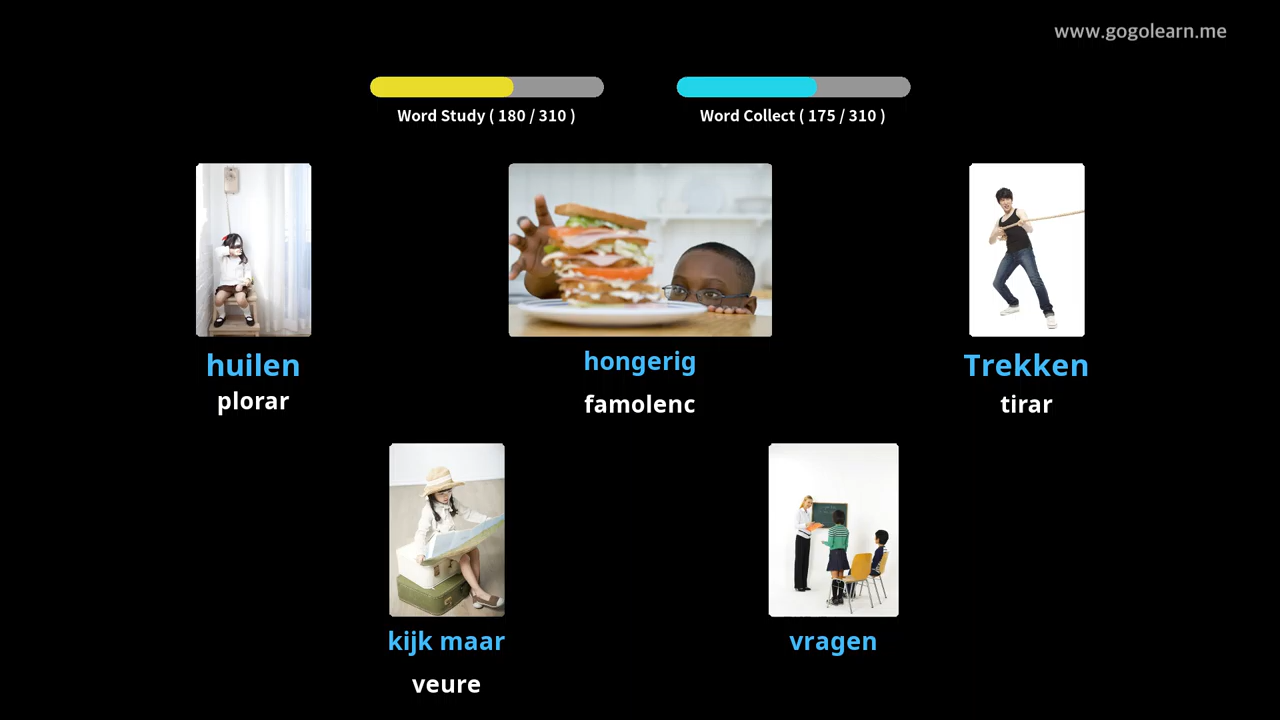 www.gogolearn.me
Word Study ( 180 / 310 )
Word Collect ( 175 / 310 )
huilen
plorar
hongerig
famolenc
Trekken
tirar
kijk maar
veure
vragen